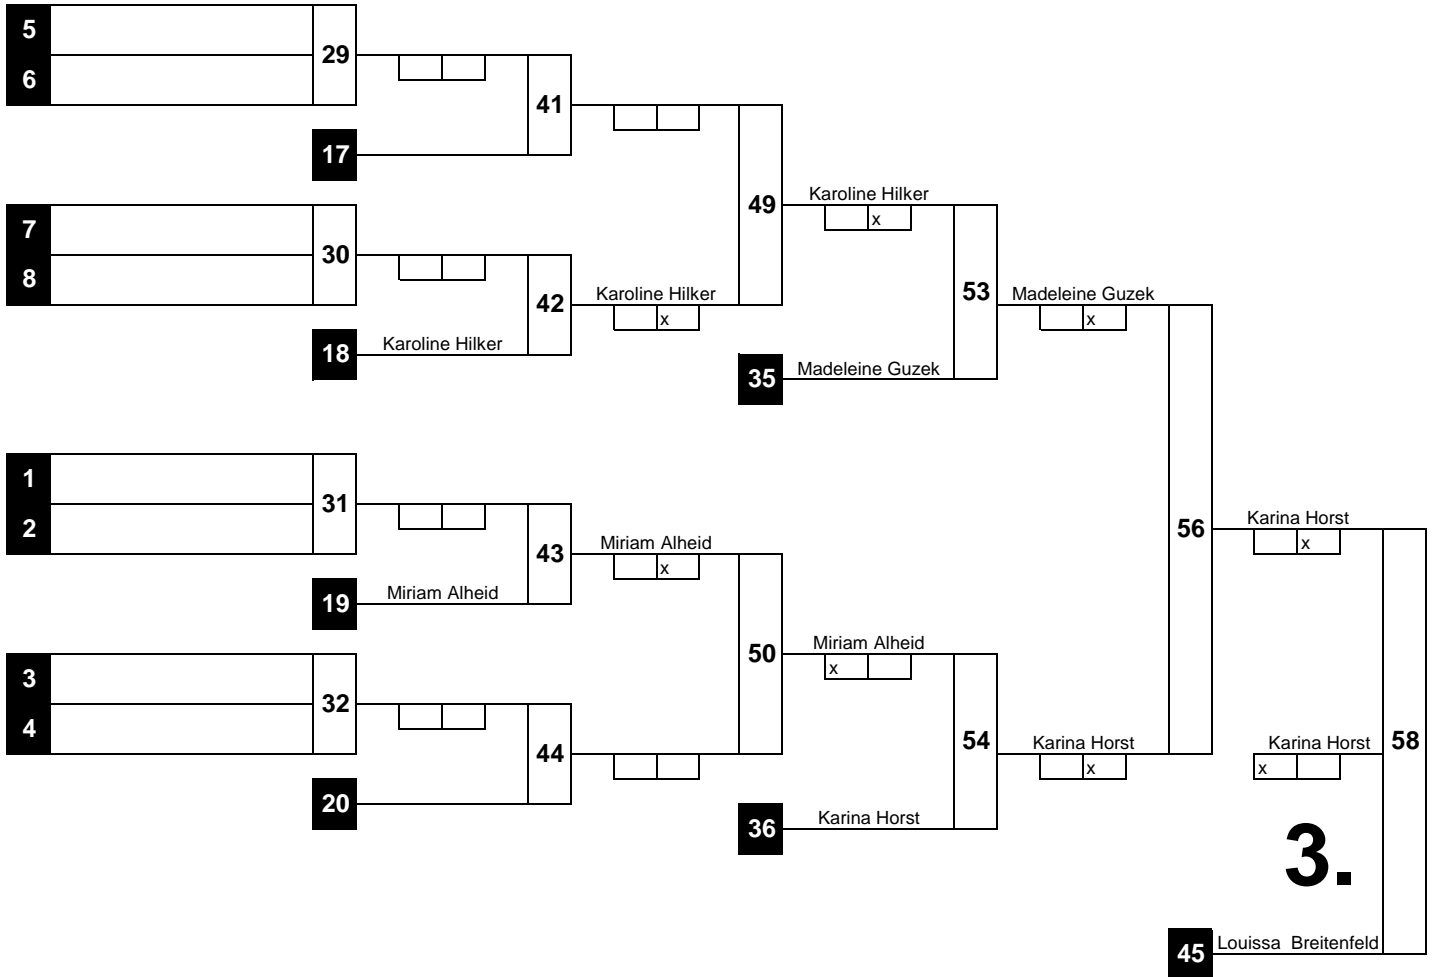 5
29
6
41
17
Karoline Hilker
49
x
7
30
8
42
Karoline Hilker
x
53
Madeleine Guzek
x
18
Karoline Hilker
35
Madeleine Guzek
1
31
2
43
Miriam Alheid
x
56
Karina Horst
x
19
Miriam Alheid
50
Miriam Alheid
x
3
32
4
44
54
Karina Horst
x
Karina Horst
x
58
20
36
Karina Horst
3.
45
Louissa Breitenfeld